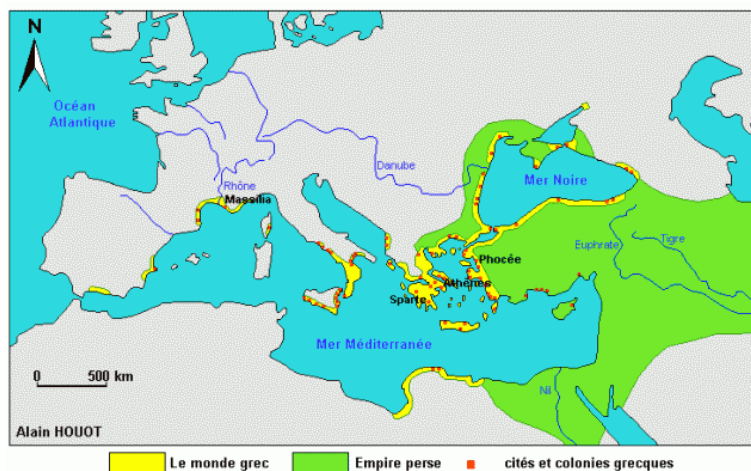 N
Océan
Atlantique
Danube
Rhône
Massilia
Mer Noire
Euphrate
Tigre
Phocée
Athènes
Sparte
Mer Méditerranée
0 500 km
Nil
Alain HOUOT
Le monde grec Empire perse cités et colonies grecques